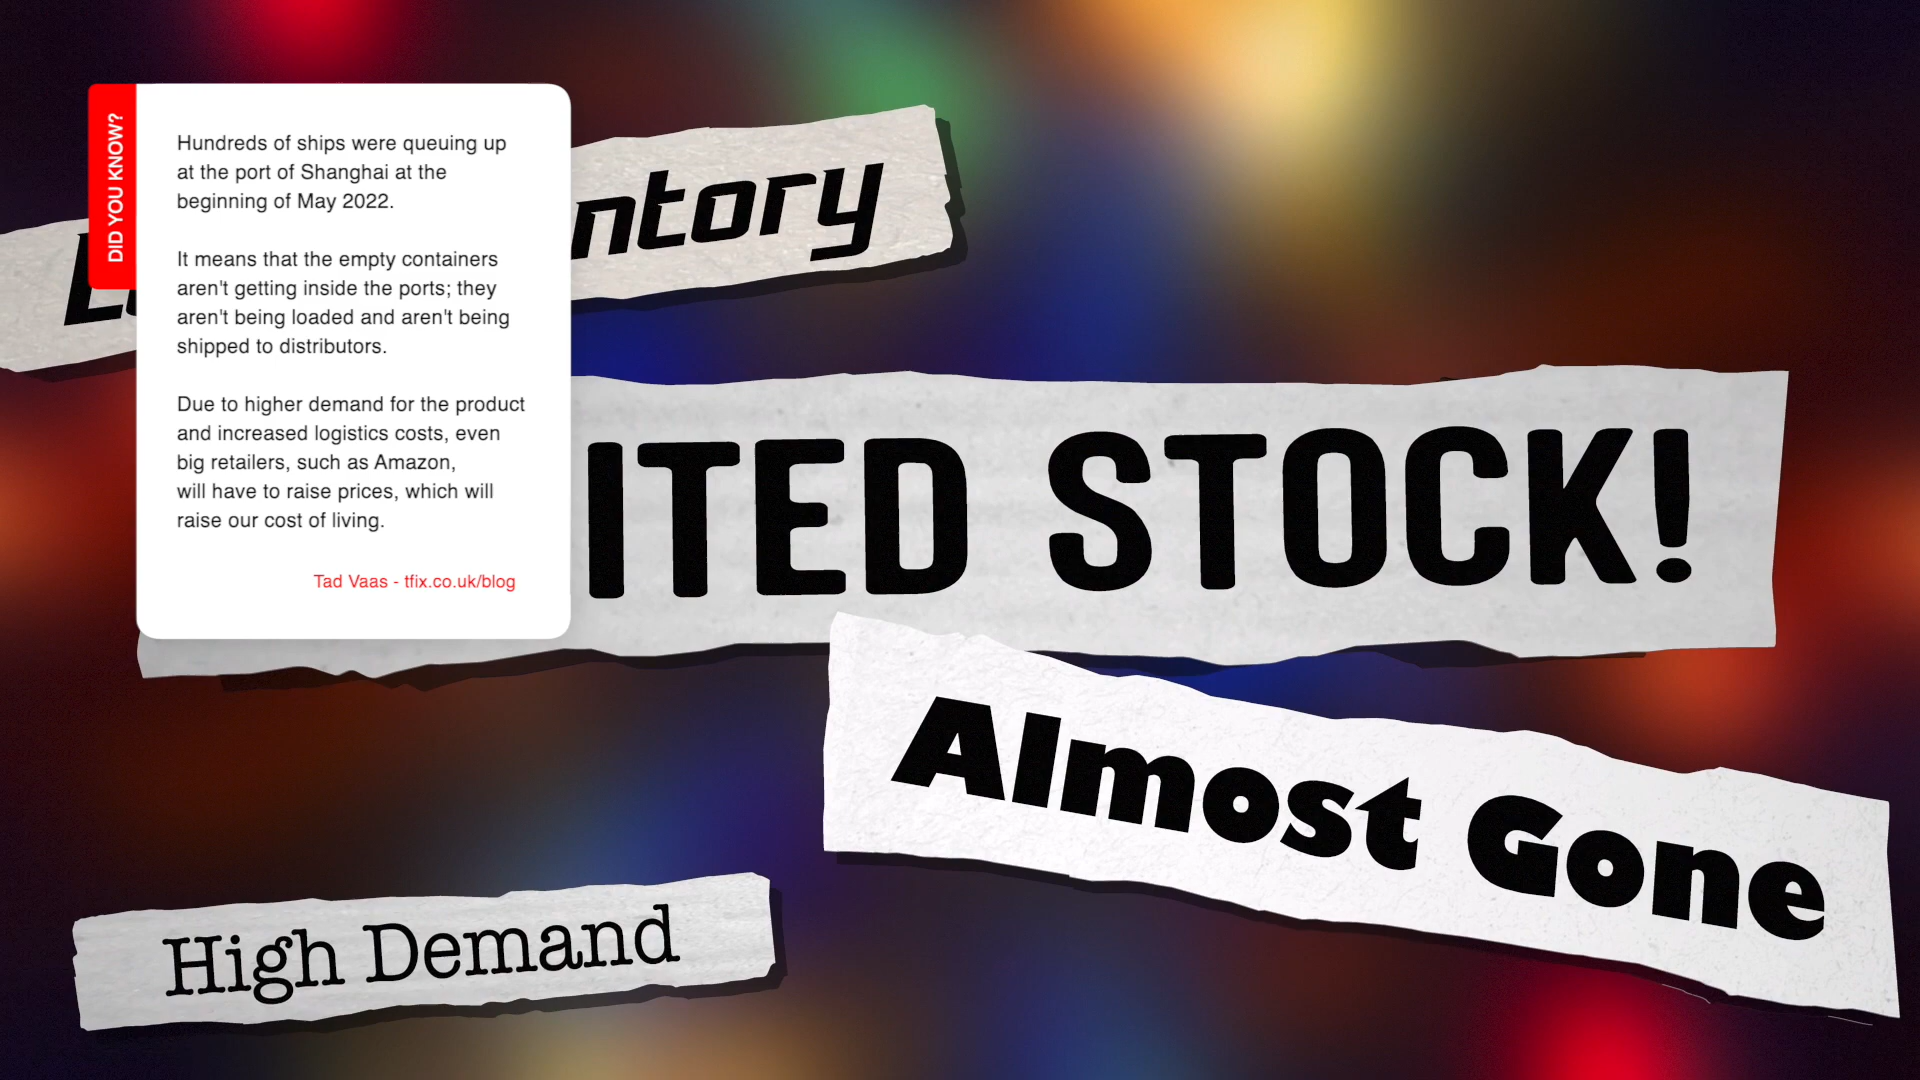 DID YOU KNOW?
Hundreds of ships were queuing up
at the port of Shanghai at the
beginning of May 2022.
It means that the empty containers
aren't getting inside the ports; they
aren't being loaded and aren't being
shipped to distributors.
Due to higher demand for the product
and increased logistics costs, even
big retailers, such as Amazon,
will have to raise prices, which will
raise our cost of living.
Tad Vaas - tfix.co.uk/blog
ntory
ITED STOCK!
Almost Gone
High Demand